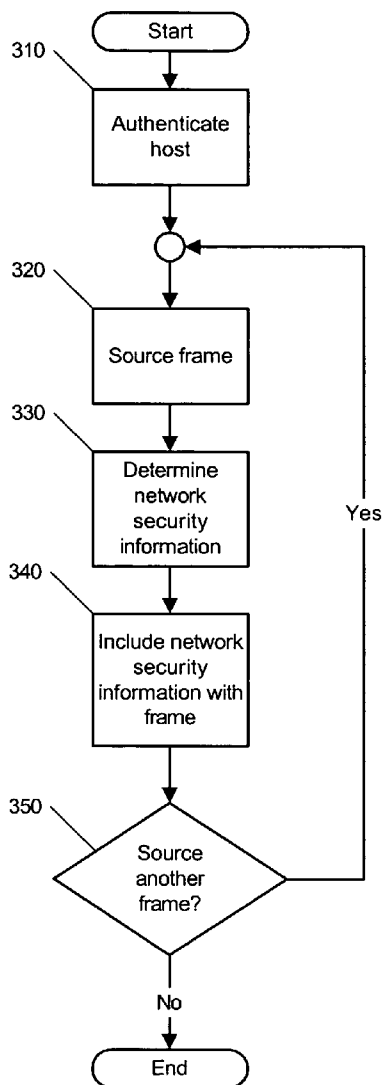 Start
310
Authenticate
host
320
Source frame
330
Determine
network
security
information
340
Include network
security
information with
frame
350
Source
another
frame?
Yes
No
End